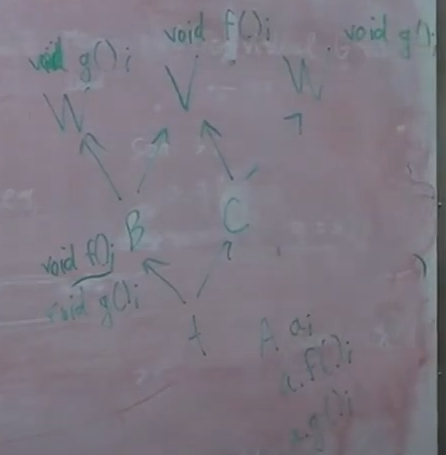 void g(); void f(); void g();
W V W
B C
void f();
void g();
A A a;
a.f();
a.g();